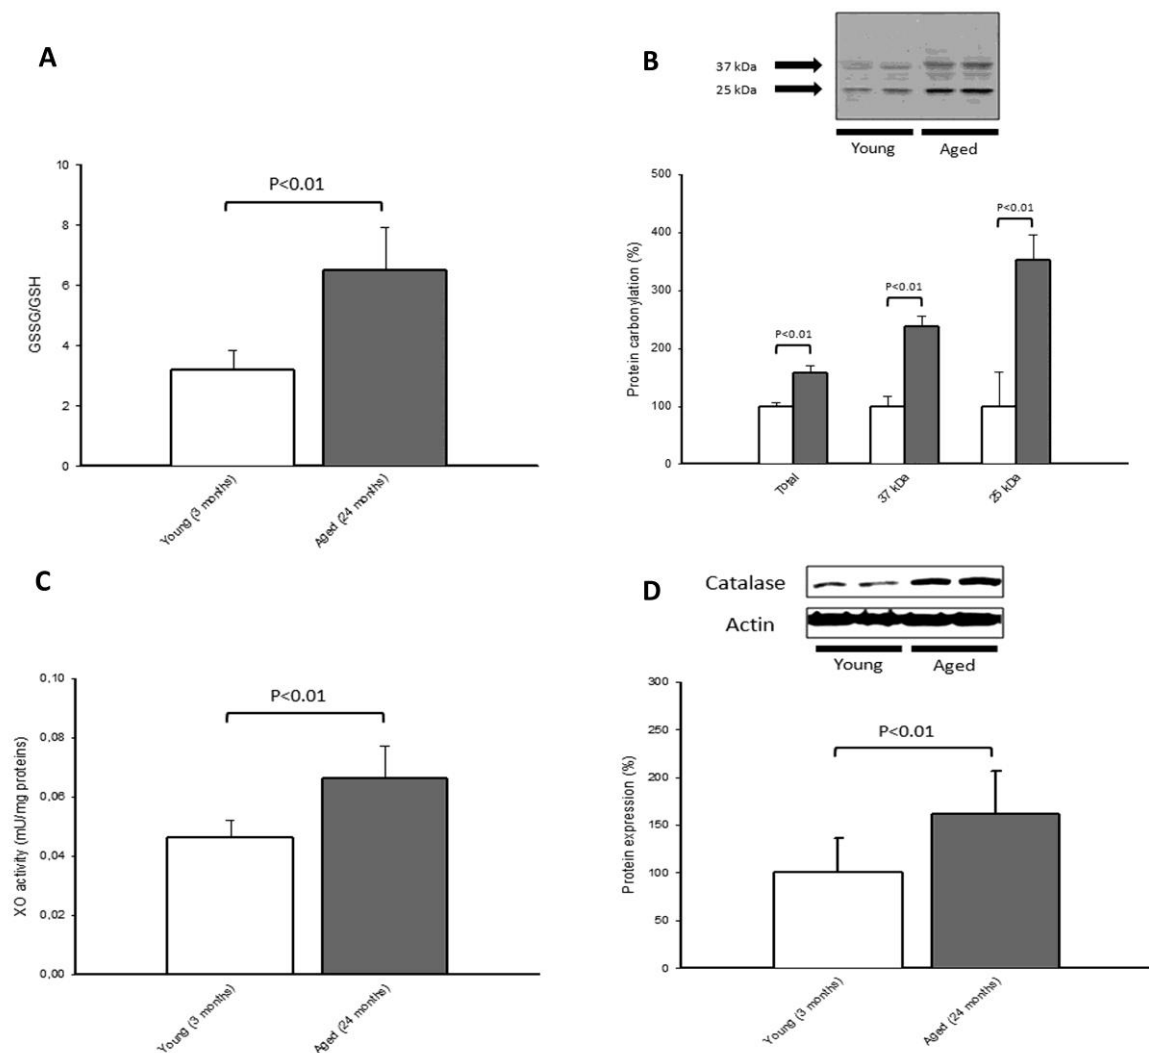 A
P<0.01
10
8
6
4
2
0
GSSG/GSH
Young (3 months)
Aged (24 months)
B
37 kDa
25 kDa
Young
Aged
500
400
300
200
100
0
Protein carbonylation (%)
P<0.01
P<0.01
P<0.01
Total
37 kDa
25 kDa
C
P<0.01
0,10
0,08
0,06
0,04
0,02
0,00
XO activity (mU/mg proteins)
Young (3 months)
Aged (24 months)
D
Catalase
Actin
Young
Aged
300
250
200
150
100
50
0
Protein expression (%)
P<0.01
Young (3 months)
Aged (24 months)